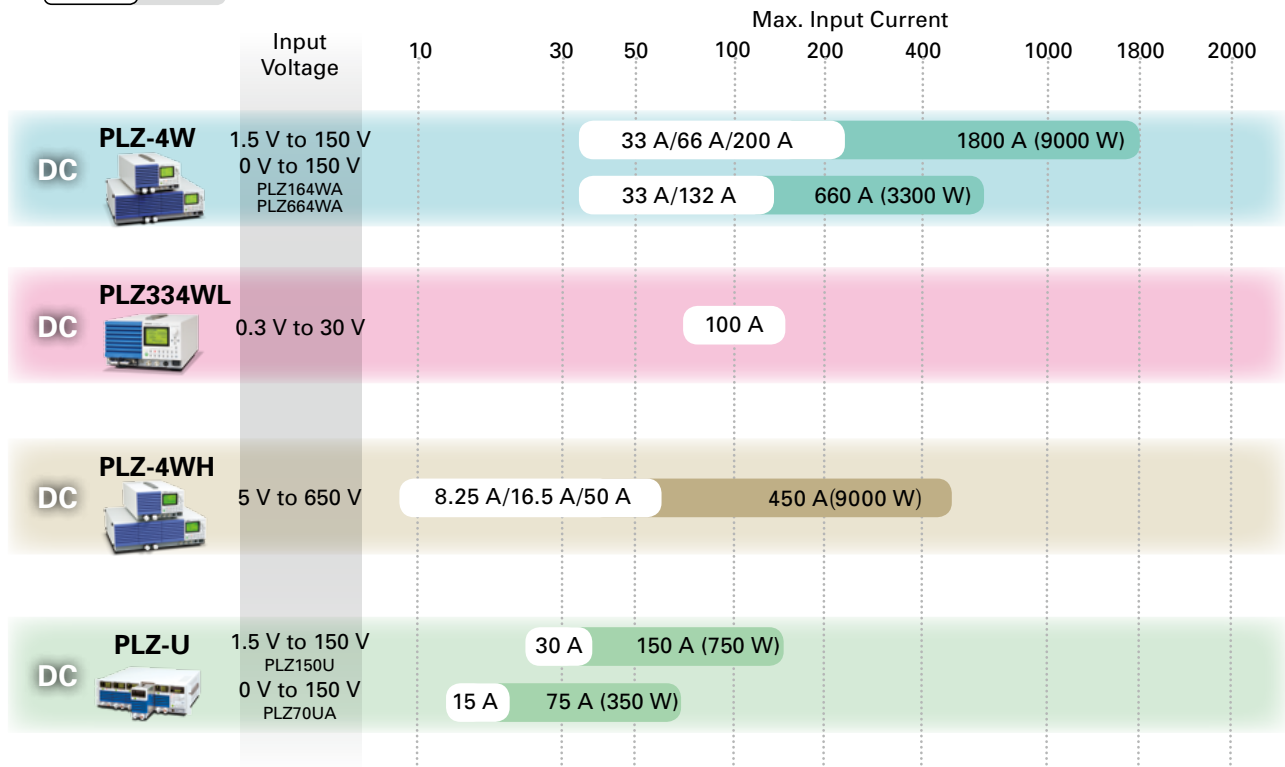 Max. Input Current
Input
Voltage
10 30 50 100 200 400 1000 1800 2000
PLZ-4W
DC
1.5 V to 150 V
0 V to 150 V
PLZ164WA
PLZ664WA
33 A/66 A/200 A 1800 A (9000 W)
33 A/132 A 660 A (3300 W)
PLZ334WL
DC
0.3 V to 30 V
100 A
PLZ-4WH
DC
5 V to 650 V
8.25 A/16.5 A/50 A 450 A(9000 W)
PLZ-U
DC
1.5 V to 150 V
PLZ150U
0 V to 150 V
PLZ70UA
30 A 150 A (750 W)
15 A 75 A (350 W)